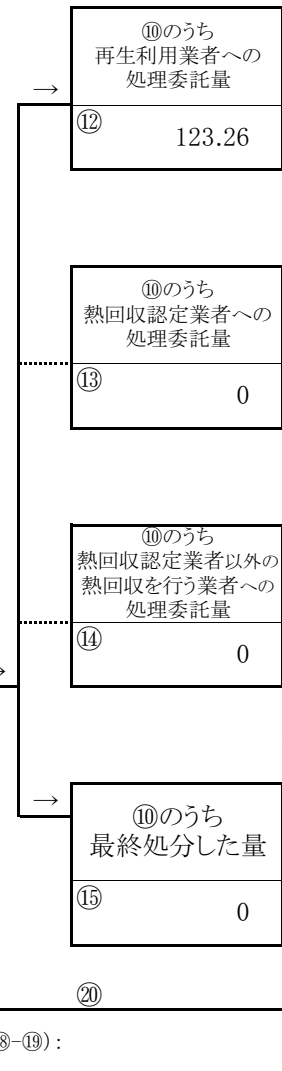 ⑩のうち
再生利用業者への
処理委託量
→
⑫
123.26
⑩のうち
熱回収認定業者への
処理委託量
⑬
0
⑩のうち
熱回収認定業者以外の
熱回収を行う業者への
処理委託量
⑭
0
→
⑩のうち
最終処分した量
⑮
0
⑳
⑱-⑲）：